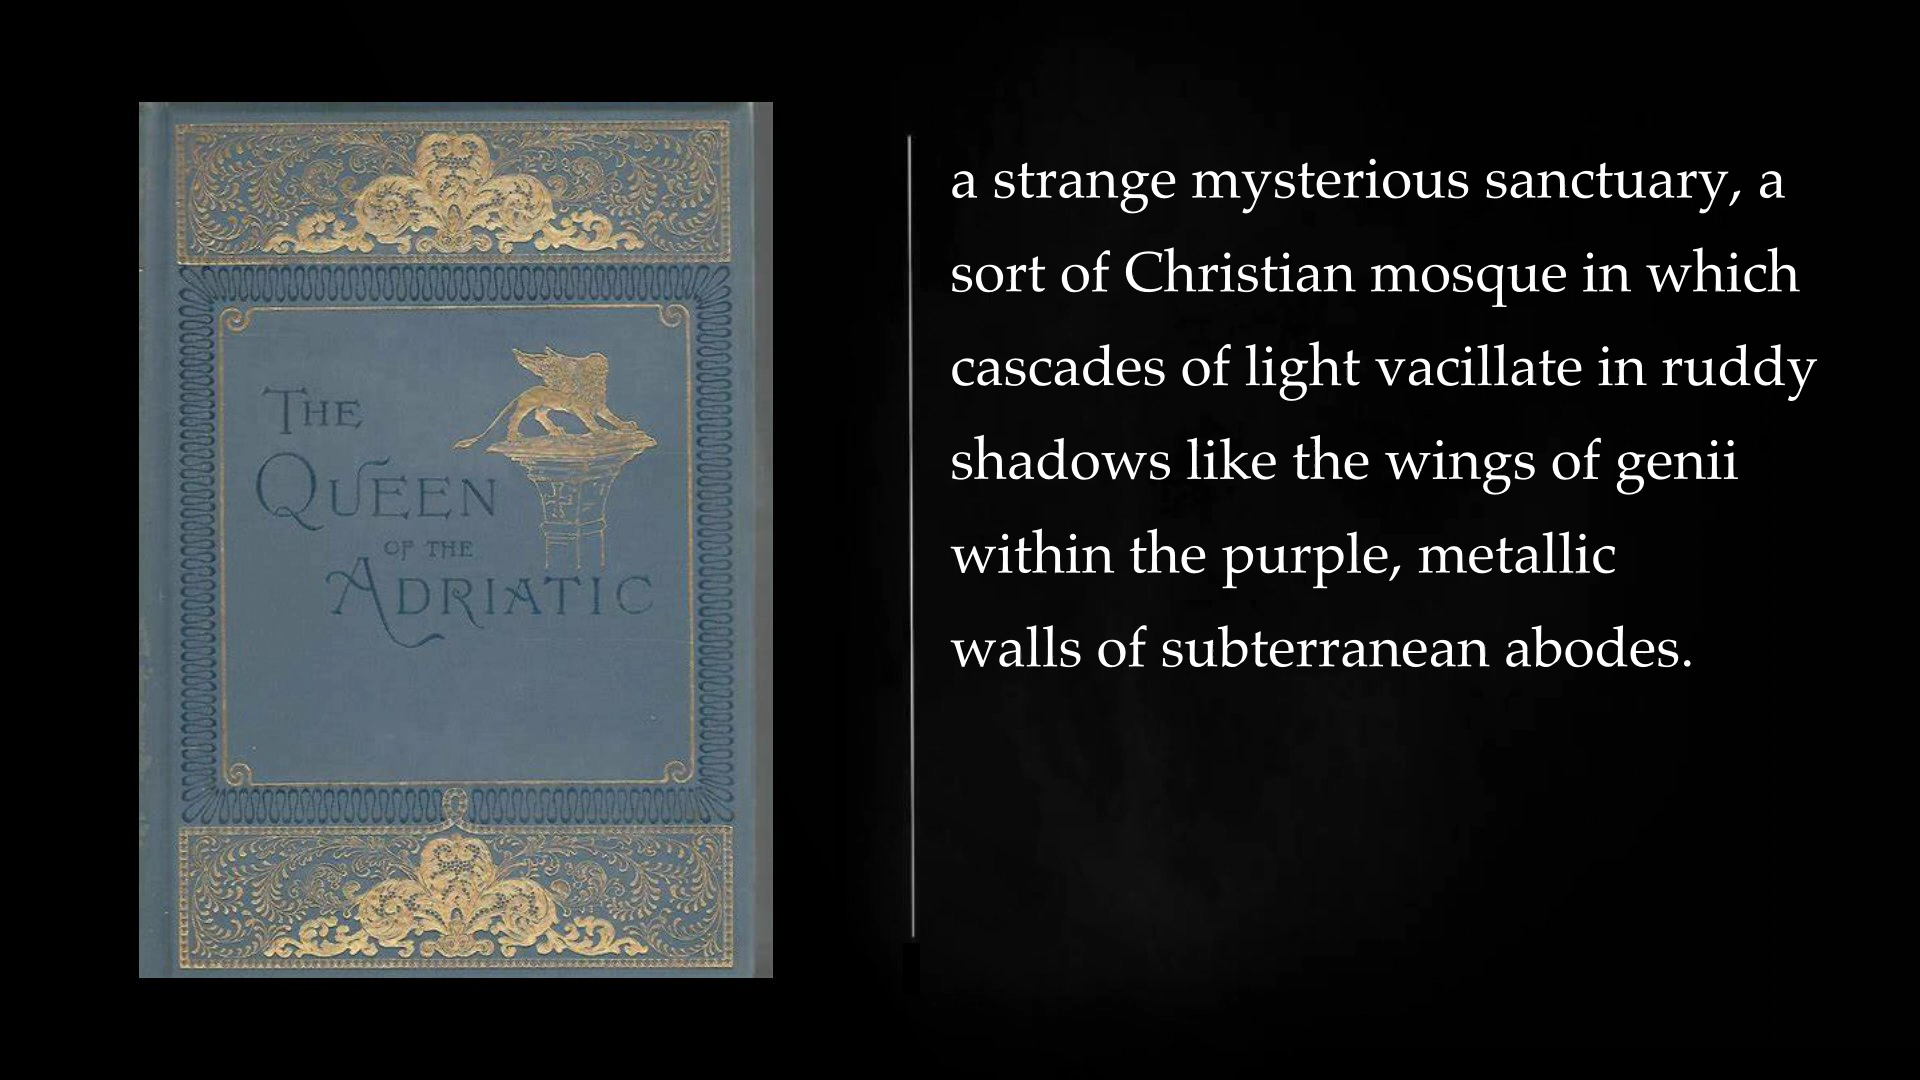 THE
QUEEN
OF THE
ADRIATIC
a strange mysterious sanctuary, a
sort of Christian mosque in which
cascades of light vacillate in ruddy
shadows like the wings of genii
within the purple, metallic
walls of subterranean abodes.